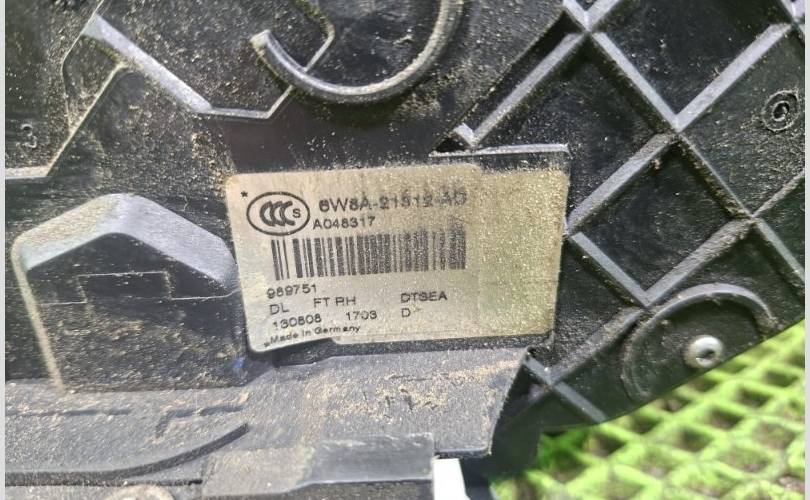 *
CCC S 6W8A-21812-AD
A048317
989751
DL FT RH DTSEA
130808 1703 D
Made in Germany